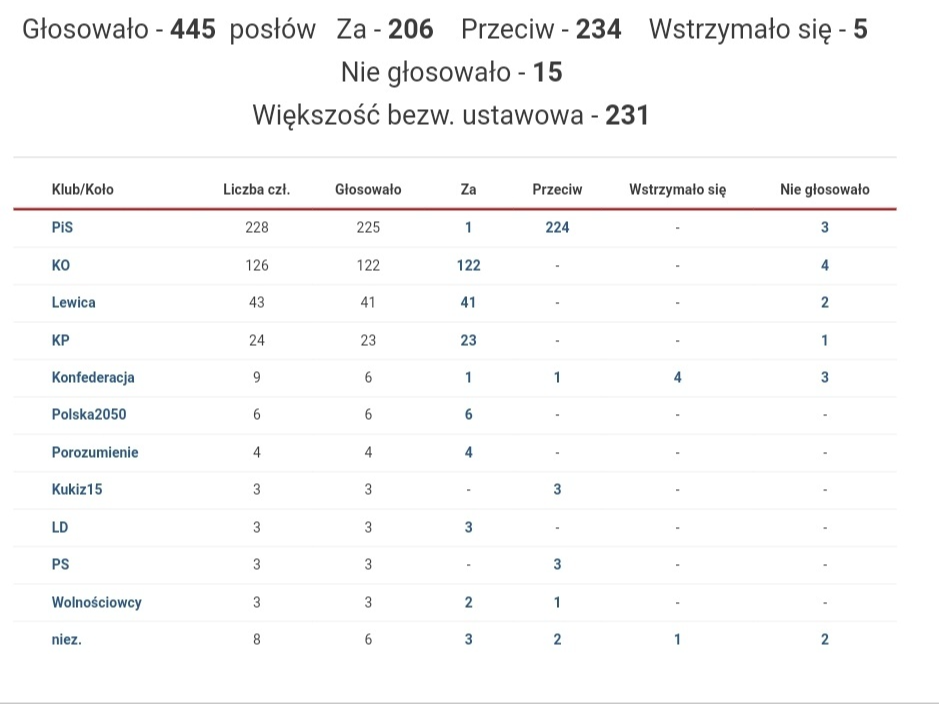 Głosowało - 445 posłów Za - 206 Przeciw - 234 Wstrzymało się - 5
Nie głosowało - 15
Większość bezw. ustawowa - 231
Klub/Koło Liczba czł. Głosowało Za Przeciw Wstrzymało się Nie głosowało
PiS 228 225 1 224 - 3
KO 126 122 122 - - 4
Lewica 43 41 41 - - 2
KP 24 23 23 - - 1
Konfederacja 9 6 1 1 4 3
Polska2050 6 6 6 - - -
Porozumienie 4 4 4 - - -
Kukiz15 3 3 - 3 - -
LD 3 3 3 - - -
PS 3 3 - 3 - -
Wolnościowcy 3 3 2 1 - -
niez. 8 6 3 2 1 2